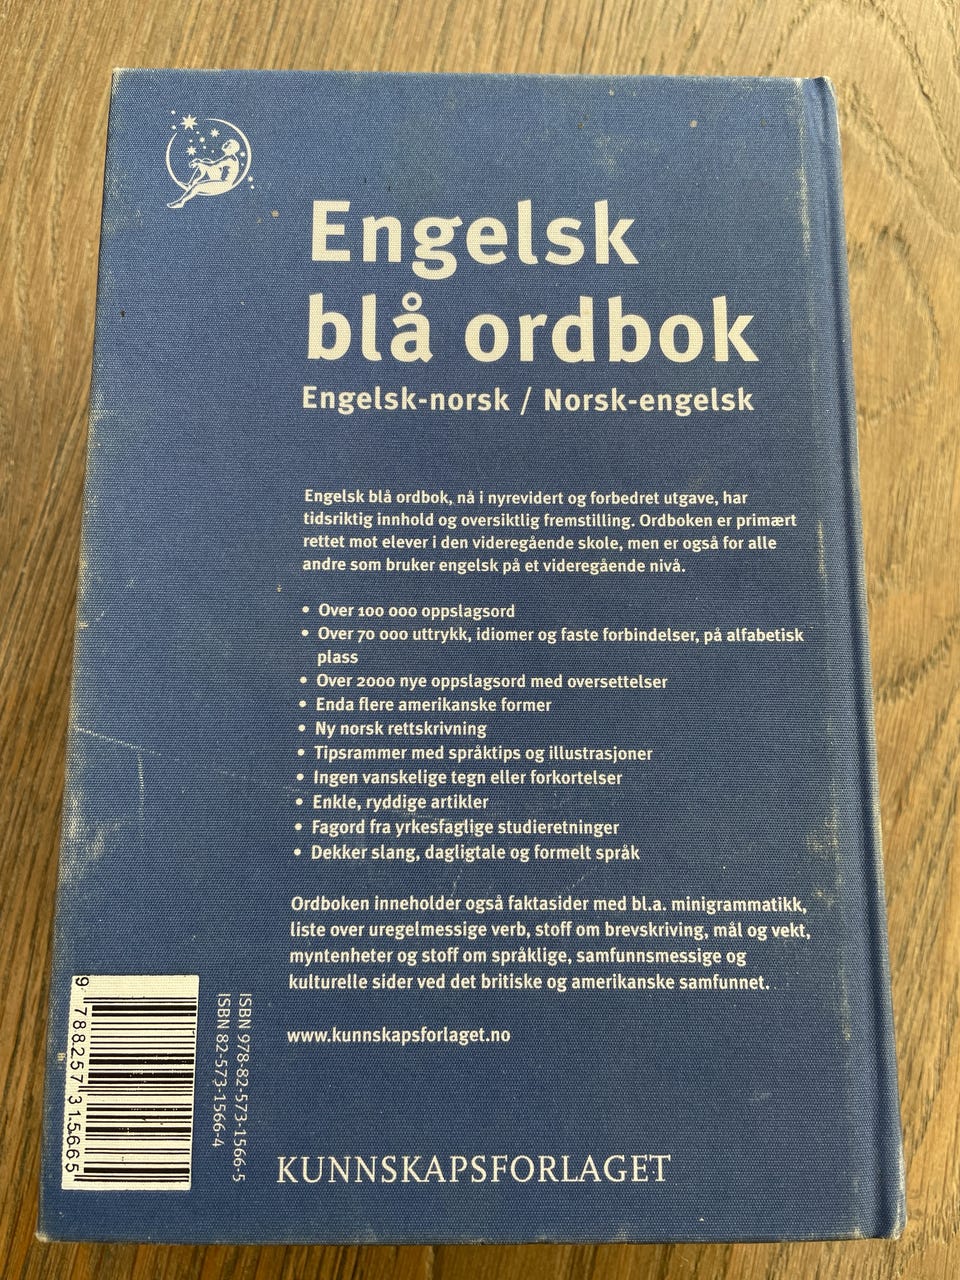 Engelsk
blå ordbok
Engelsk-norsk / Norsk-engelsk
Engelsk blå ordbok, nå i nyrevidert og forbedret utgave, har
tidsriktig innhold og oversiktlig fremstilling. Ordboken er primært
rettet mot elever i den videregående skole, men er også for alle
andre som bruker engelsk på et videregående nivå.
• Over 100 000 oppslagsord
• Over 70 000 uttrykk, idiomer og faste forbindelser, på alfabetisk
plass
• Over 2000 nye oppslagsord med oversettelser
• Enda flere amerikanske former
• Ny norsk rettskrivning
• Tipsrammer med språktips og illustrasjoner
• Ingen vanskelige tegn eller forkortelser
• Enkle, ryddige artikler
• Fagord fra yrkesfaglige studieretninger
• Dekker slang, dagligtale og formelt språk
Ordboken inneholder også faktasider med bl.a. minigrammatikk,
liste over uregelmessige verb, stoff om brevskriving, mål og vekt,
myntenheter og stoff om språklige, samfunnsmessige og
kulturelle sider ved det britiske og amerikanske samfunnet.
www.kunnskapsforlaget.no
ISBN 978-82-573-1566-5
ISBN 82-573-1566-4
9 788257 315665
KUNNSKAPSFORLAGET